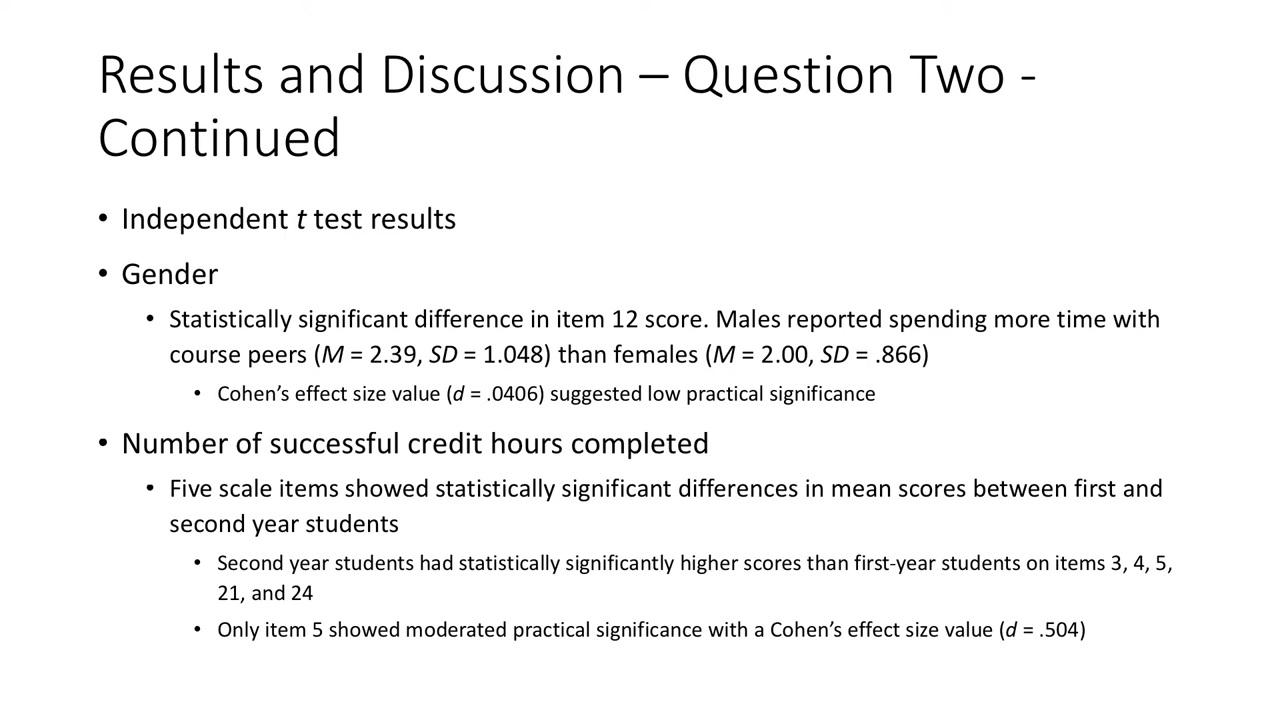 Results and Discussion – Question Two -
Continued
• Independent t test results
• Gender
• Statistically significant difference in item 12 score. Males reported spending more time with
course peers (M = 2.39, SD = 1.048) than females (M = 2.00, SD = .866)
• Cohen’s effect size value (d = .0406) suggested low practical significance
• Number of successful credit hours completed
• Five scale items showed statistically significant differences in mean scores between first and
second year students
• Second year students had statistically significantly higher scores than first-year students on items 3, 4, 5,
21, and 24
• Only item 5 showed moderated practical significance with a Cohen’s effect size value (d = .504)